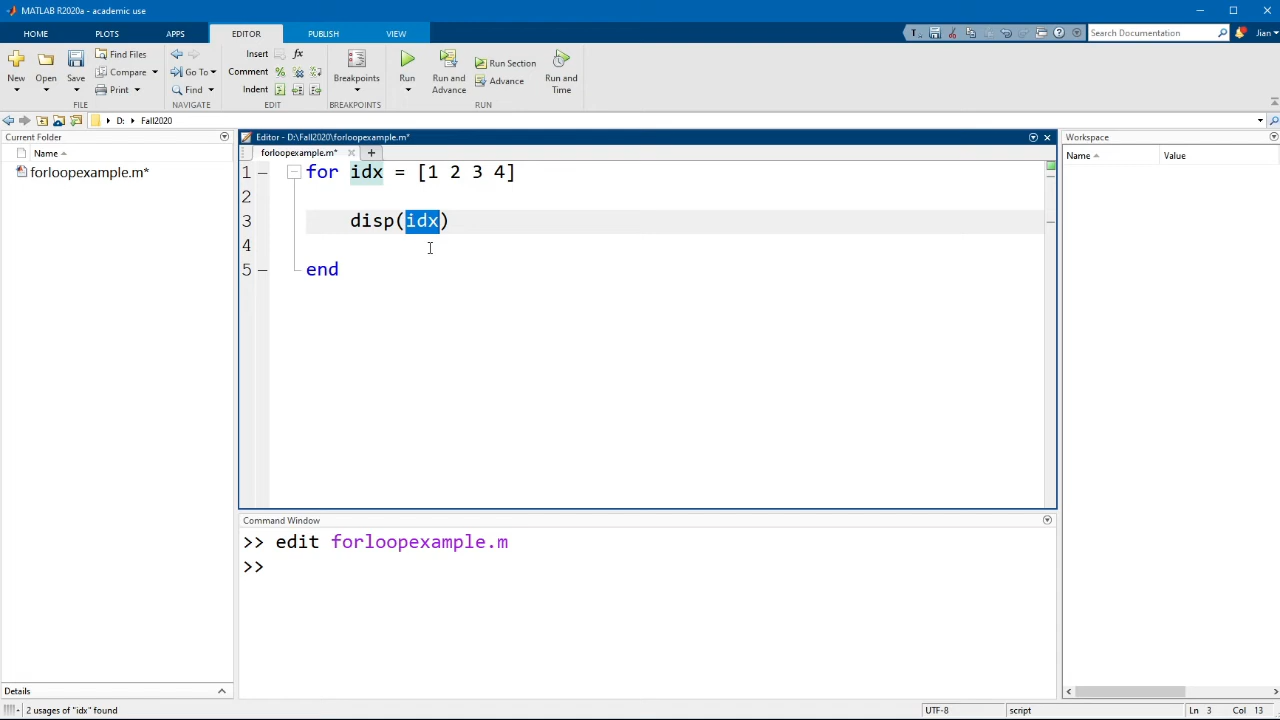 MATLAB R2020a - academic use
HOME PLOTS APPS EDITOR PUBLISH VIEW
Search Documentation Jian
New Open Save Find Files Compare Print
Go To Find
Insert fx
Comment
Indent
Breakpoints
Run Run and Advance Run Section Advance Run and Time
FILE NAVIGATE EDIT BREAKPOINTS RUN
D: Fall2020
Current Folder
Name
forloopexample.m*
Details
Editor - D:\Fall2020\forloopexample.m*
forloopexample.m* +
1 for idx = [1 2 3 4]
2
3 disp(idx)
4
5 end
Command Window
>> edit forloopexample.m
>>
Workspace
Name Value
2 usages of "idx" found
UTF-8 script Ln 3 Col 13